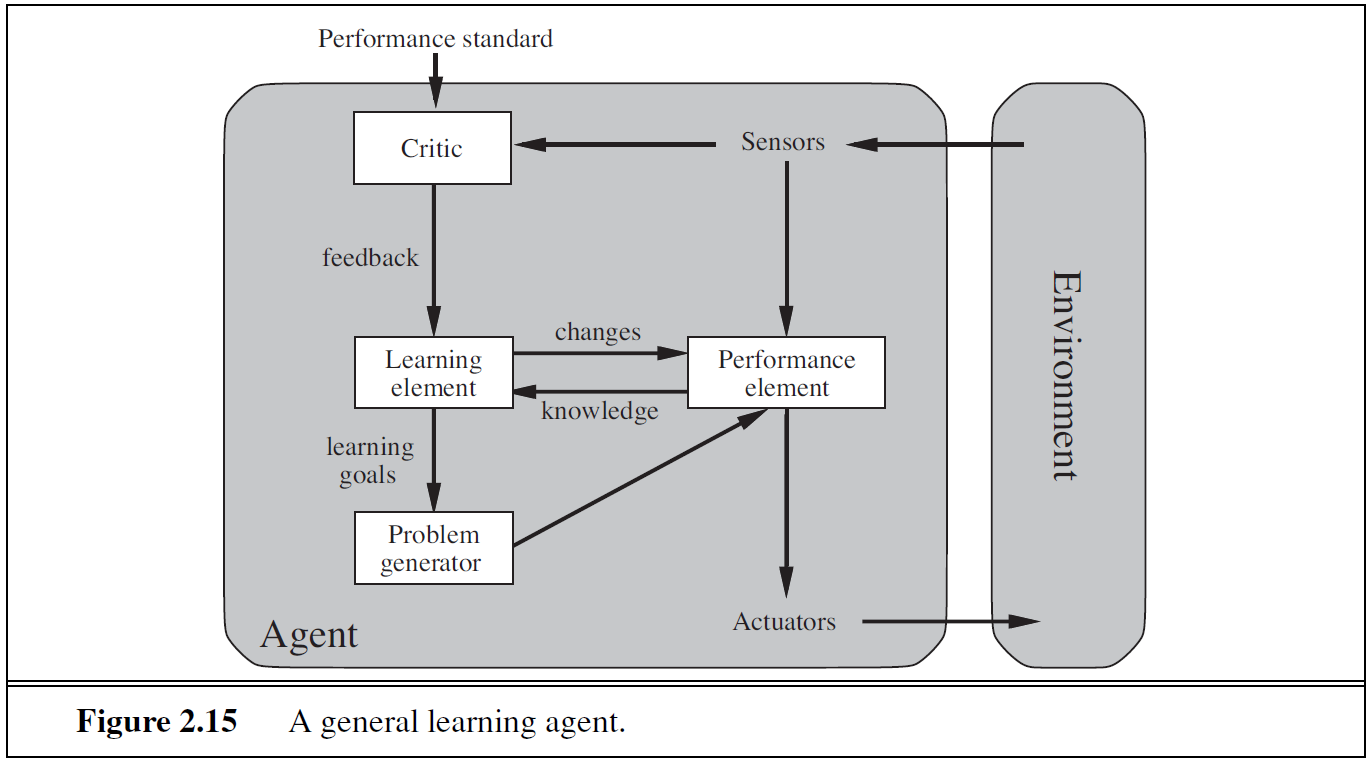 Performance standard
Critic
Sensors
feedback
changes
Learning
element
Performance
element
knowledge
learning
goals
Problem
generator
Agent
Actuators
Environment
Figure 2.15 A general learning agent.